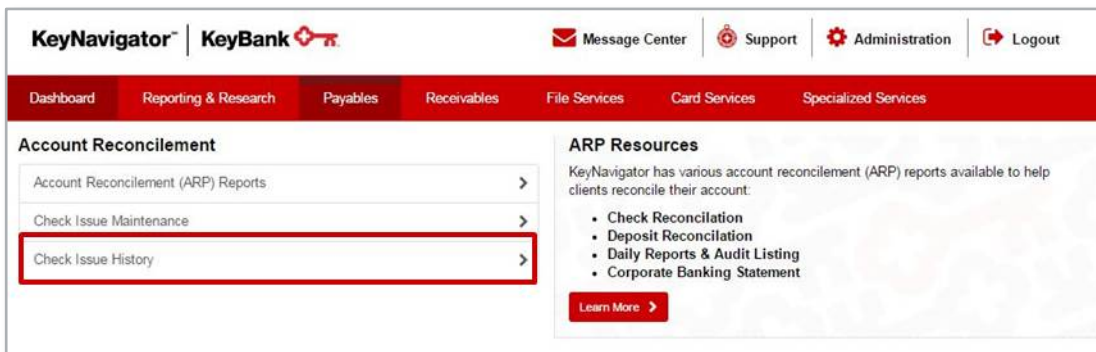 KeyNavigator™ | KeyBank
Message Center
Support
Administration
Logout
Dashboard
Reporting & Research
Payables
Receivables
File Services
Card Services
Specialized Services
Account Reconcilement
Account Reconcilement (ARP) Reports
Check Issue Maintenance
Check Issue History
ARP Resources
KeyNavigator has various account reconcilement (ARP) reports available to help
clients reconcile their account:
• Check Reconcilation
• Deposit Reconcilation
• Daily Reports & Audit Listing
• Corporate Banking Statement
Learn More